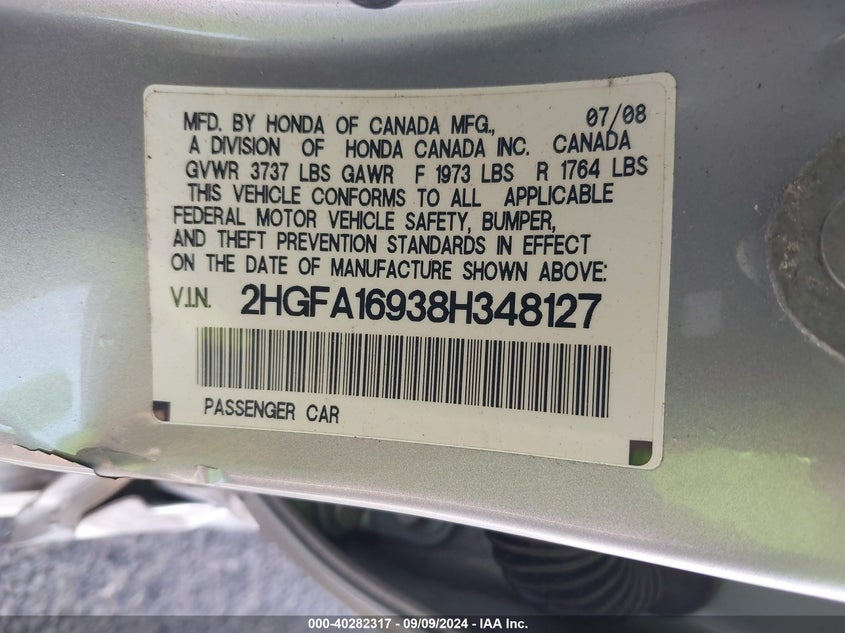 07/08
MFD. BY HONDA OF CANADA MFG.,
A DIVISION OF HONDA CANADA INC. CANADA
GVWR 3737 LBS GAWR F 1973 LBS R 1764 LBS
THIS VEHICLE CONFORMS TO ALL APPLICABLE
FEDERAL MOTOR VEHICLE SAFETY, BUMPER,
AND THEFT PREVENTION STANDARDS IN EFFECT
ON THE DATE OF MANUFACTURE SHOWN ABOVE:
V.I.N. 2HGFA16938H348127
PASSENGER CAR
000-40282317 - 09/09/2024 - IAA Inc.